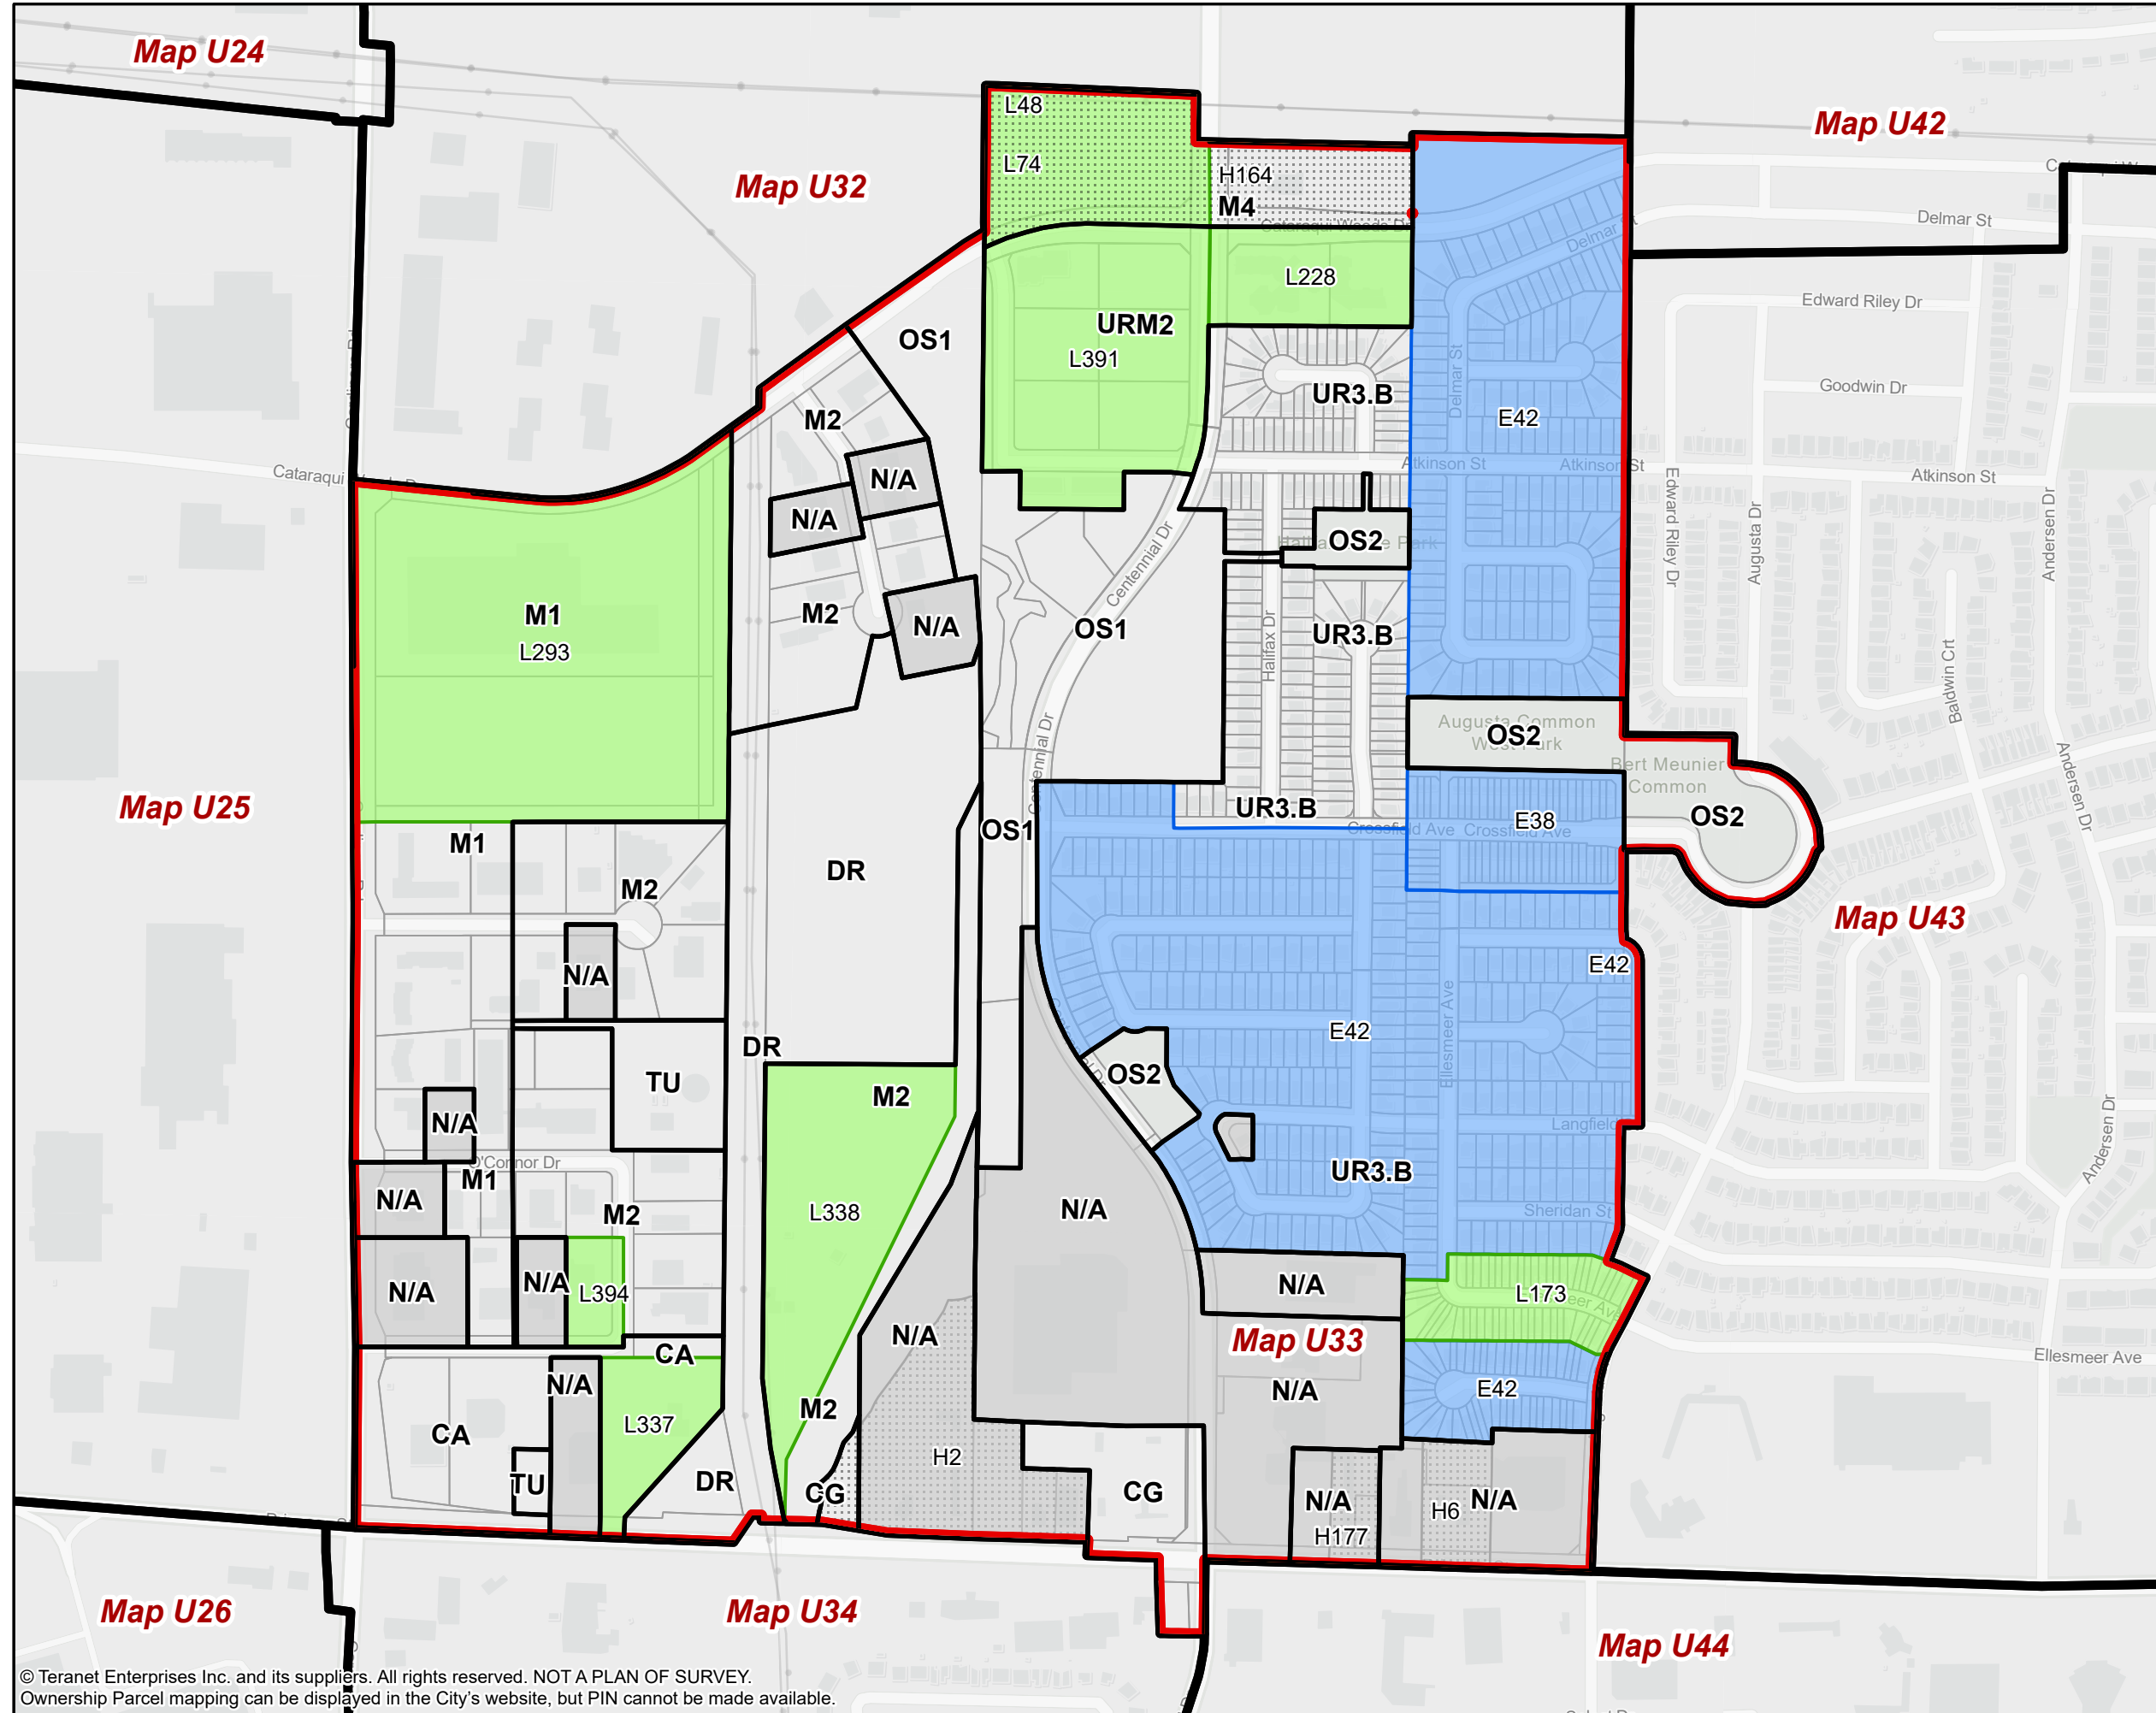 Map U24
L48
Map U42
L74
H164
Map U32
M4
Cataraqui Woods Dr
Delmar St
Delmar
L228
Edward Riley Dr
OS1
URM2
L391
Delmar St
Goodwin Dr
UR3.B
M2
E42
Atkinson St
Atkinson St
Atkinson St
N/A
N/A
Edward Riley Dr
Augusta Dr
Andersen Dr
OS2
Centennial Dr
M1
L293
M2
N/A
OS1
Halifax Dr
UR3.B
Baldwin Crt
Augusta Common
West Park
OS2
Centennial Dr
Bert Meunier
Common
Andersen Dr
Map U25
UR3.B
OS2
OS1
Crossfield Ave
Crossfield Ave
E38
M1
DR
M2
Map U43
N/A
E42
E42
Ellesmeer Ave
DR
OS2
TU
M2
N/A
Langfield
O'Connor Dr
M1
UR3.B
N/A
M2
L338
N/A
Sheridan St
Andersen Dr
N/A
N/A
L394
N/A
L173
N/A
Map U33
CA
Ellesmeer Ave
N/A
N/A
E42
M2
L337
CA
H2
DR
TU
CG
CG
N/A
H6
N/A
H177
Map U26
Map U34
Map U44
© Teranet Enterprises Inc. and its suppliers. All rights reserved. NOT A PLAN OF SURVEY.
Ownership Parcel mapping can be displayed in the City's website, but PIN cannot be made available.